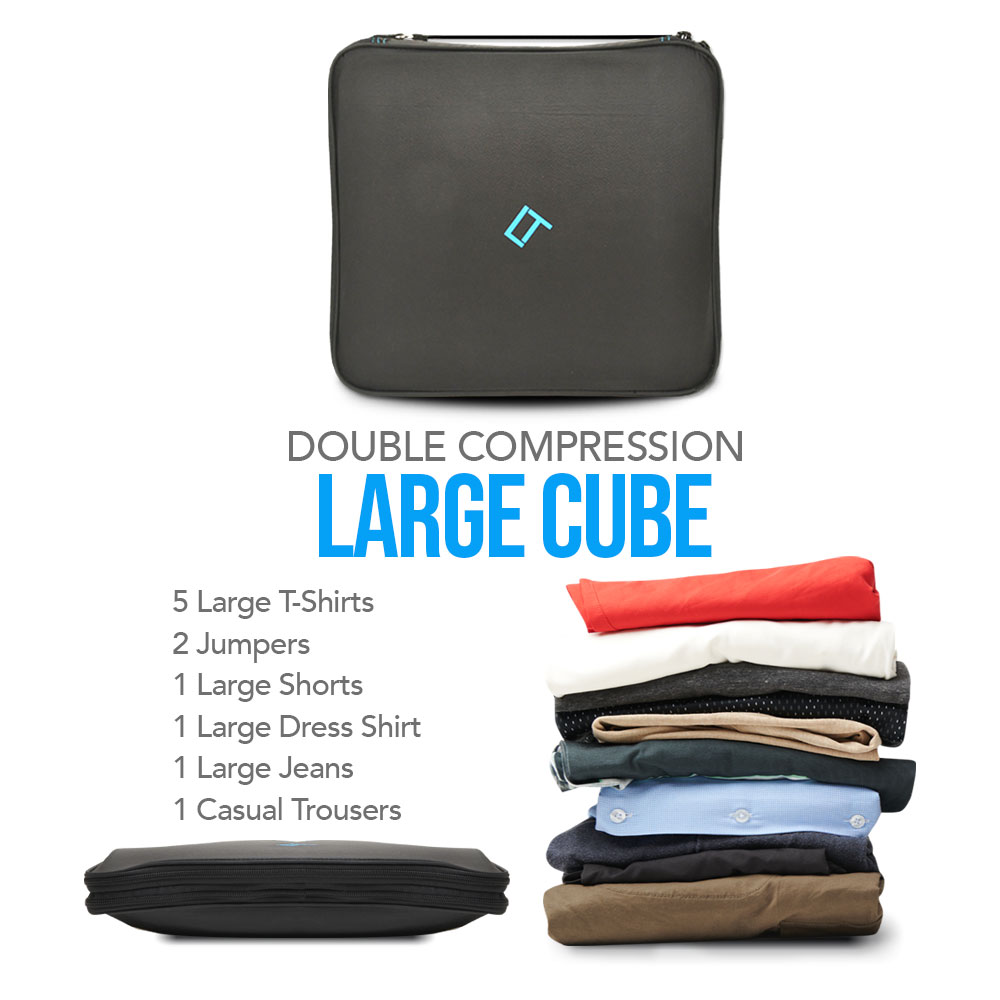 LT
DOUBLE COMPRESSION
LARGE CUBE
5 Large T-Shirts
2 Jumpers
1 Large Shorts
1 Large Dress Shirt
1 Large Jeans
1 Casual Trousers